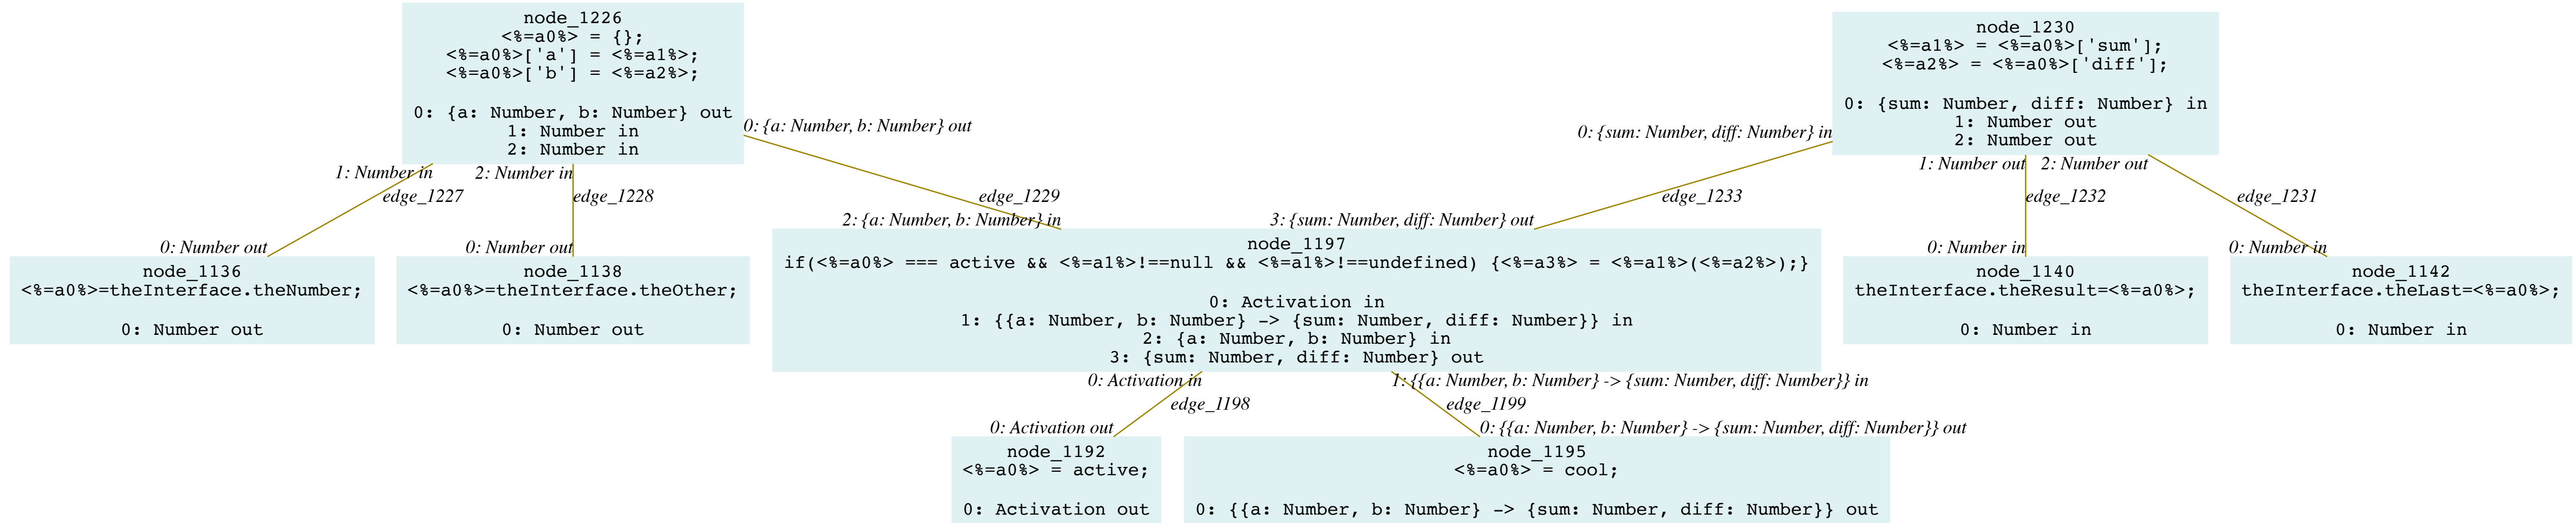 node_1226
<%=a0%> = {};
<%=a0%>['a'] = <%=a1%>;
<%=a0%>['b'] = <%=a2%>;
0: {a: Number, b: Number} out
1: Number in
2: Number in
node_1230
<%=a1%> = <%=a0%>['sum'];
<%=a2%> = <%=a0%>['diff'];
0: {sum: Number, diff: Number} in
1: Number out
2: Number out
0: {a: Number, b: Number} out
0: {sum: Number, diff: Number} in
1: Number in
2: Number in
1: Number out
2: Number out
edge_1227
edge_1228
edge_1229
edge_1233
edge_1232
edge_1231
0: Number out
0: Number out
2: {a: Number, b: Number} in
3: {sum: Number, diff: Number} out
0: Number in
0: Number in
node_1136
<%=a0%>=theInterface.theNumber;
0: Number out
node_1138
<%=a0%>=theInterface.theOther;
0: Number out
node_1197
if(<%=a0%> === active && <%=a1%>!==null && <%=a1%>!==undefined) {<%=a3%> = <%=a1%>(<%=a2%>);}
0: Activation in
1: {{a: Number, b: Number} -> {sum: Number, diff: Number}} in
2: {a: Number, b: Number} in
3: {sum: Number, diff: Number} out
node_1140
theInterface.theResult=<%=a0%>;
0: Number in
node_1142
theInterface.theLast=<%=a0%>;
0: Number in
0: Activation in
1: {{a: Number, b: Number} -> {sum: Number, diff: Number}} in
edge_1198
edge_1199
0: Activation out
0: {{a: Number, b: Number} -> {sum: Number, diff: Number}} out
node_1192
<%=a0%> = active;
0: Activation out
node_1195
<%=a0%> = cool;
0: {{a: Number, b: Number} -> {sum: Number, diff: Number}} out